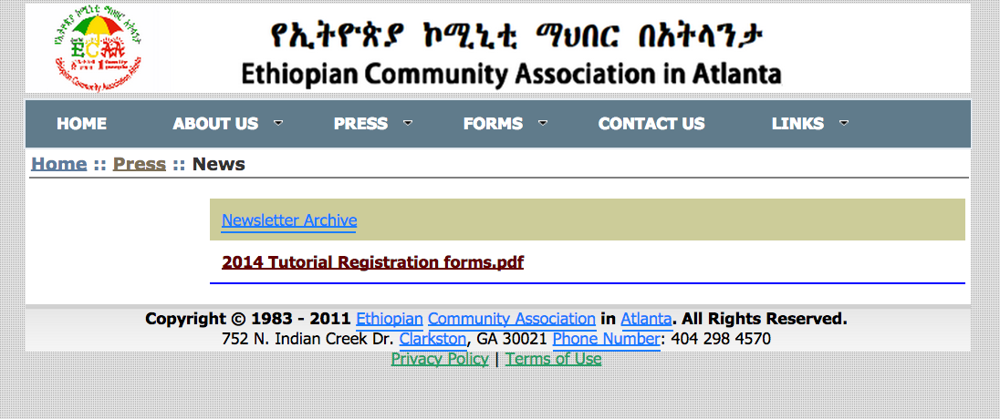 የኢትዮጵያ ኮሚኒቲ ማህበር በአትላንታ
Ethiopian Community Association in Atlanta
HOME ABOUT US PRESS FORMS CONTACT US LINKS
Home :: Press :: News
Newsletter Archive
2014 Tutorial Registration forms.pdf
Copyright © 1983 - 2011 Ethiopian Community Association in Atlanta. All Rights Reserved.
752 N. Indian Creek Dr. Clarkston, GA 30021 Phone Number: 404 298 4570
Privacy Policy | Terms of Use